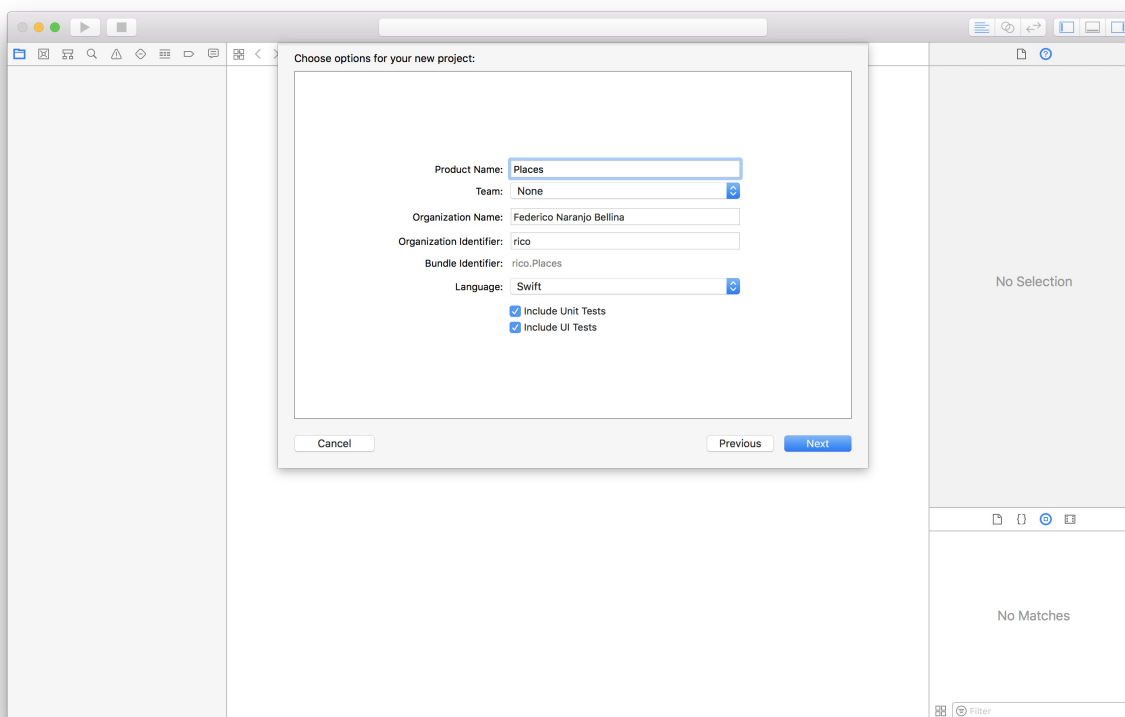 Choose options for your new project:
Product Name: Places
Team: None
Organization Name: Federico Naranjo Bellina
Organization Identifier: rico
Bundle Identifier: rico.Places
Language: Swift
Include Unit Tests
Include UI Tests
Cancel Previous Next
No Selection
{}
No Matches
Filter